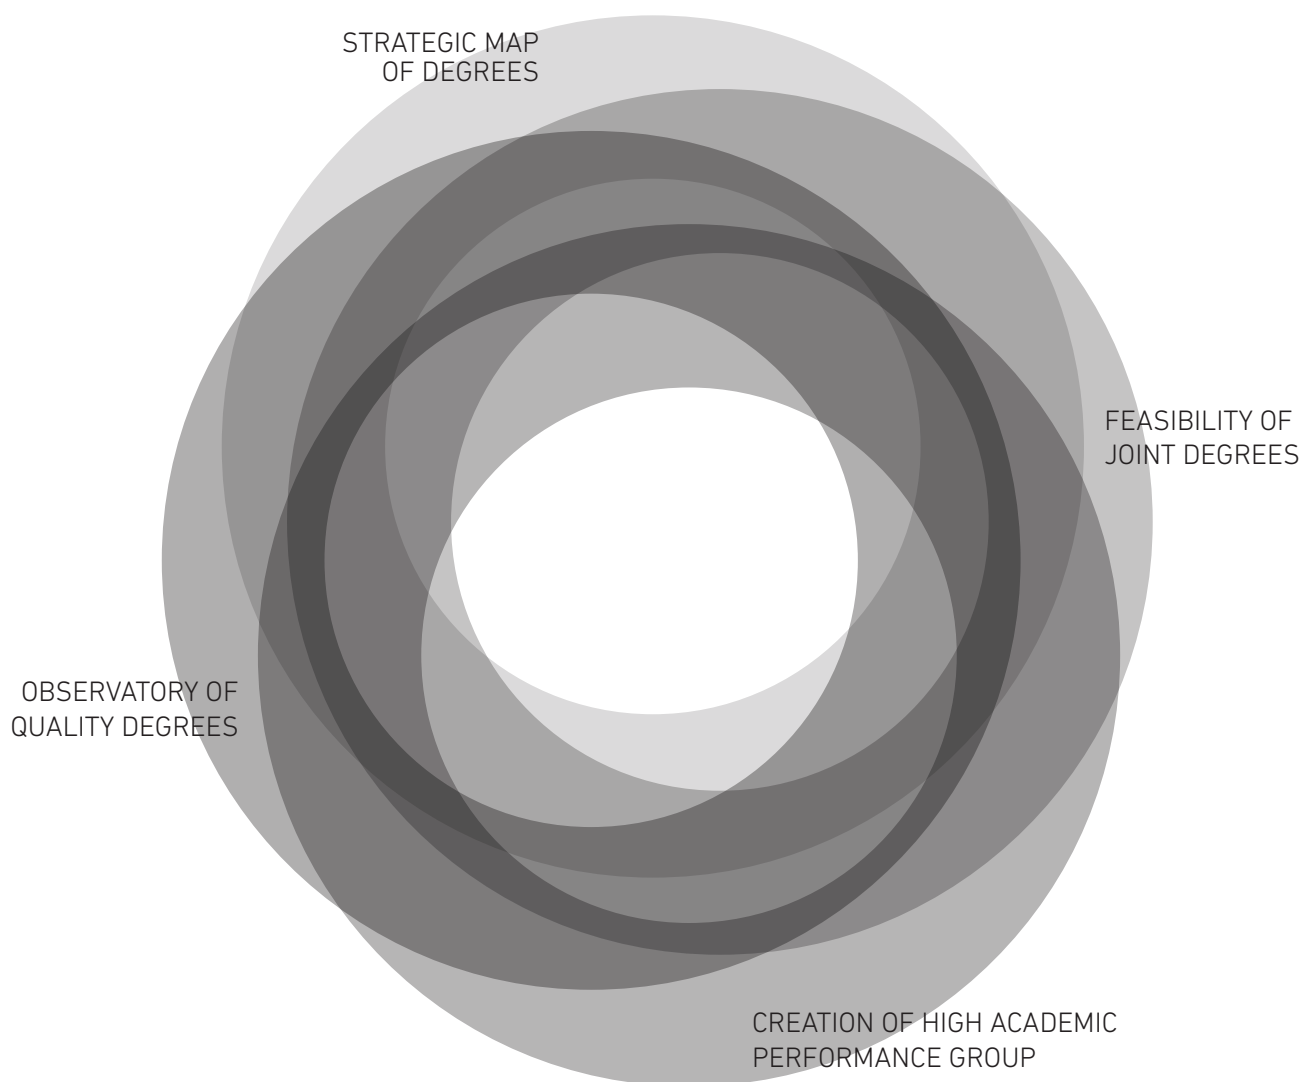 STRATEGIC MAP
OF DEGREES
FEASIBILITY OF
JOINT DEGREES
OBSERVATORY OF
QUALITY DEGREES
CREATION OF HIGH ACADEMIC
PERFORMANCE GROUP